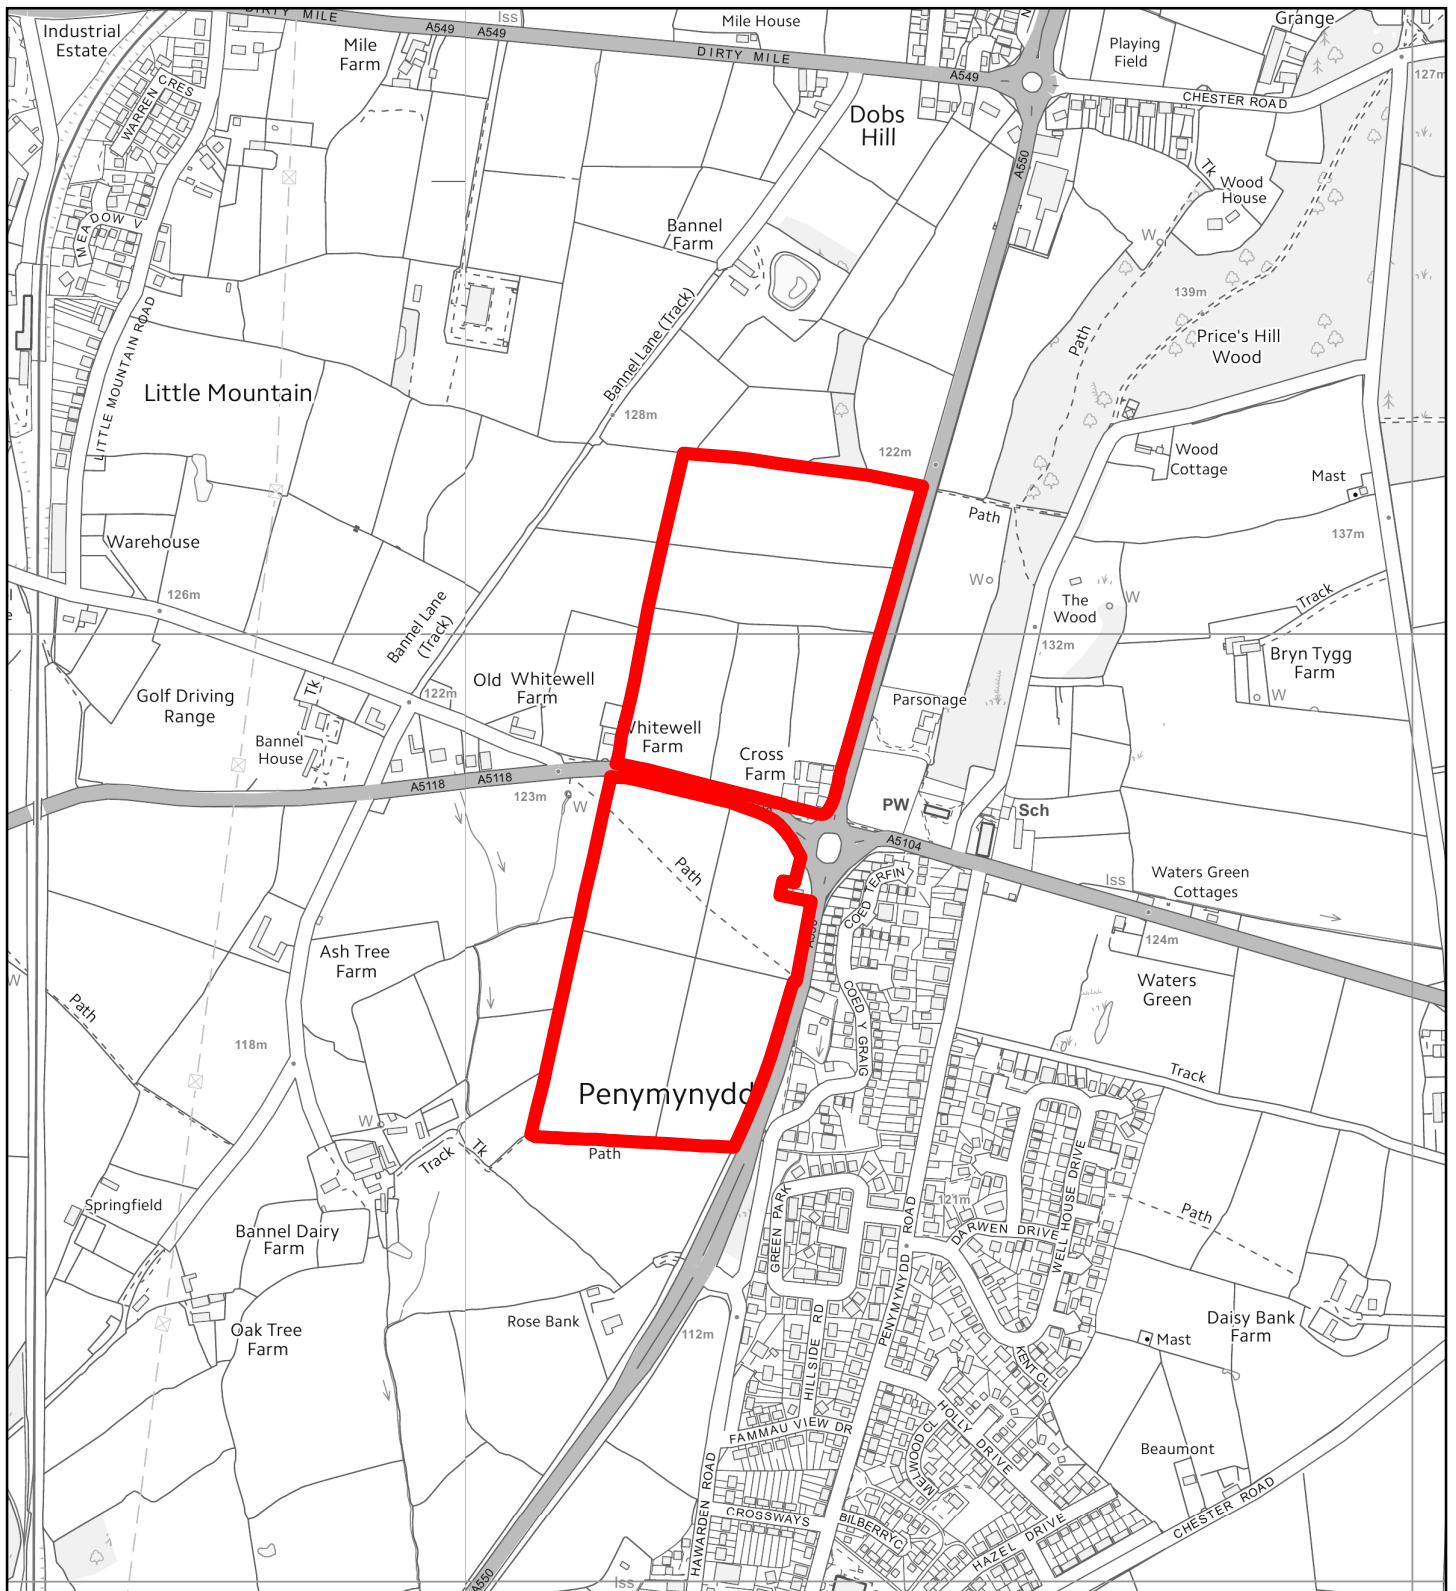 DIRTY MILE
Iss
Industrial
Estate
A549
A549
Mile
Farm
Mile House
DIRTY MILE
A549
Grange
Playing
Field
127m
CHESTER ROAD
WARREN
CRES
Dobs
Hill
A550
Tk
Wood
House
MEADOW V
Bannel
Farm
W
139m
Price's Hill
Wood
Path
LITTLE MOUNTAIN ROAD
Bannel Lane (Track)
Little Mountain
128m
122m
Wood
Cottage
Mast
Path
137m
Warehouse
126m
W
The
Wood
W
Track
Bannel Lane
(Track)
132m
Bryn Tygg
Farm
W
Old Whitewell
Farm
122m
Tk
Golf Driving
Range
Parsonage
Whitewell
Farm
Bannel
House
Cross
Farm
A5118
A5118
123m
W
PW
Sch
A5104
Path
COED TERFIN
Iss
Waters Green
Cottages
124m
Ash Tree
Farm
W
Path
Waters
Green
COED Y GRAIG
118m
Track
Penymynydd
W
Track
Tk
Path
WELL HOUSE DRIVE
Springfield
121m
Path
GREEN PARK
DARWEN DRIVE
Bannel Dairy
Farm
PENYMYNYDD ROAD
Rose Bank
112m
Oak Tree
Farm
HILLSIDE RD
Mast
Daisy Bank
Farm
KENT CL
HOLLY DRIVE
FAMMAU VIEW DR
MELWOOD CL
Beaumont
HAWARDEN ROAD
CROSSWAYS
HAZEL DRIVE
CHESTER ROAD
A550
Iss